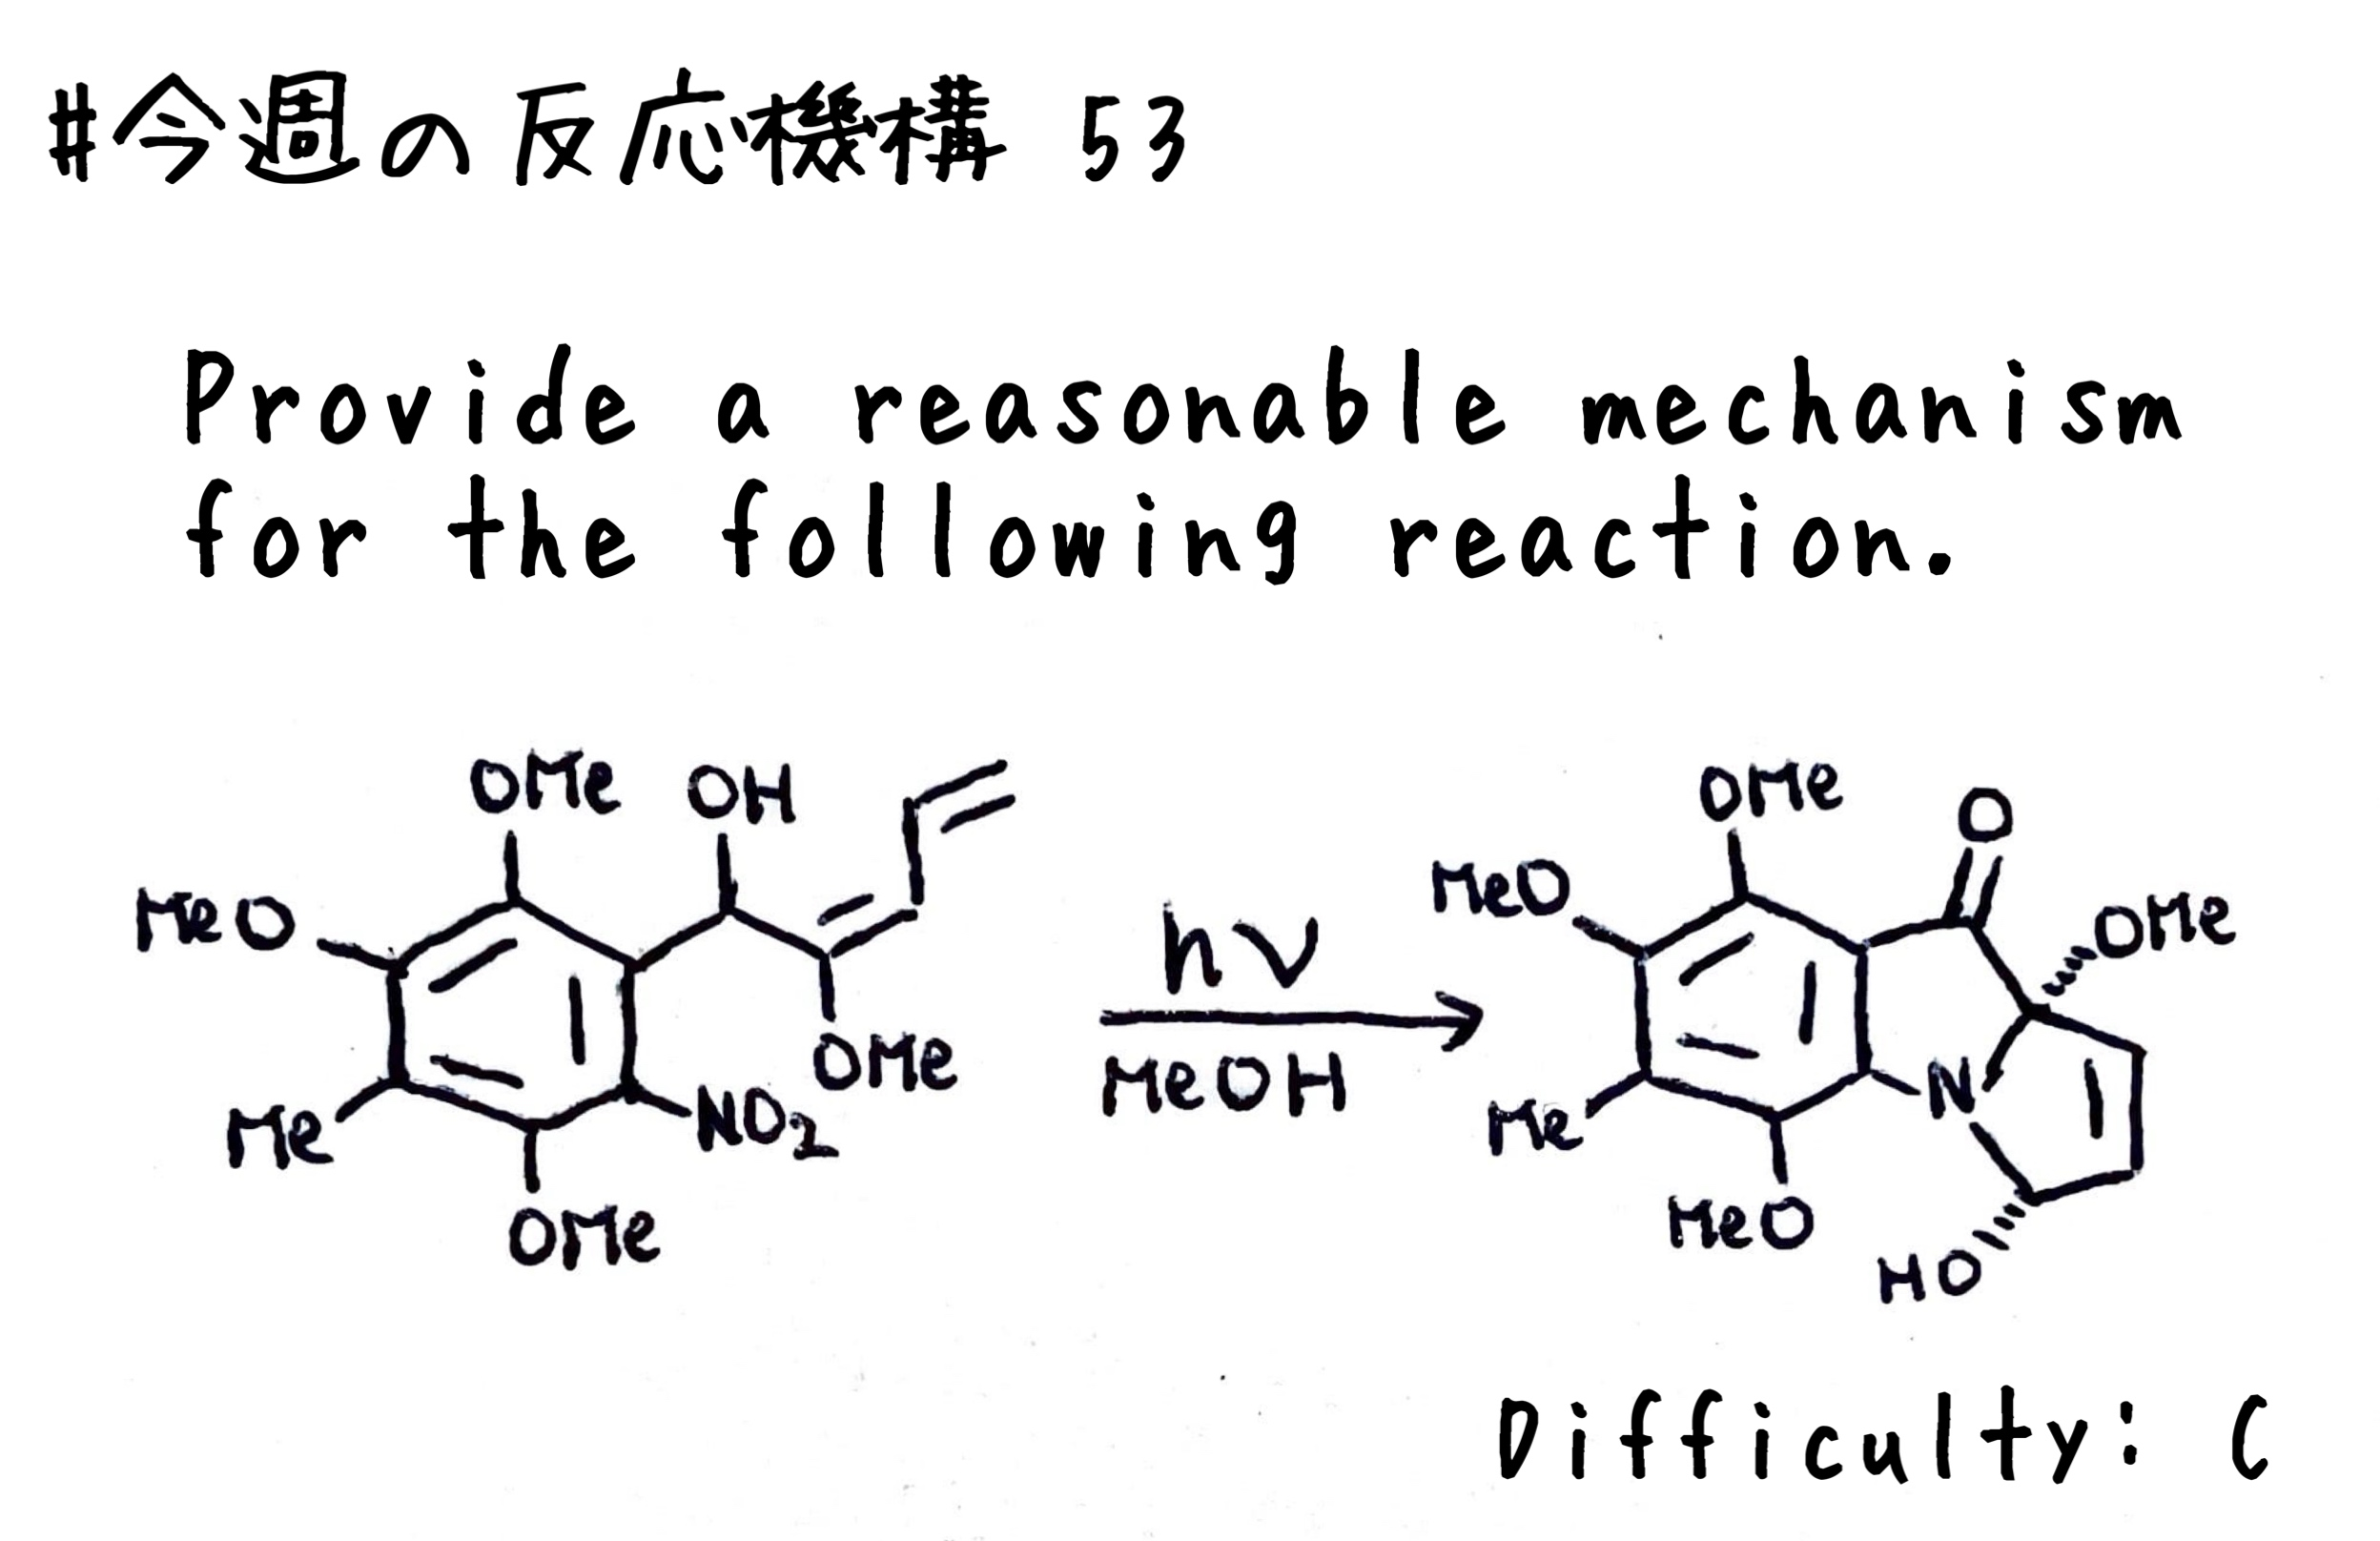 #今週の反応機構 53
Provide a reasonable mechanism
for the following reaction.
OMe OH
MeO
OMe
Me
NO2
OMe
hν
MeOH
OMe
O
MeO
OMe
N
Me
MeO
HO
Difficulty: C